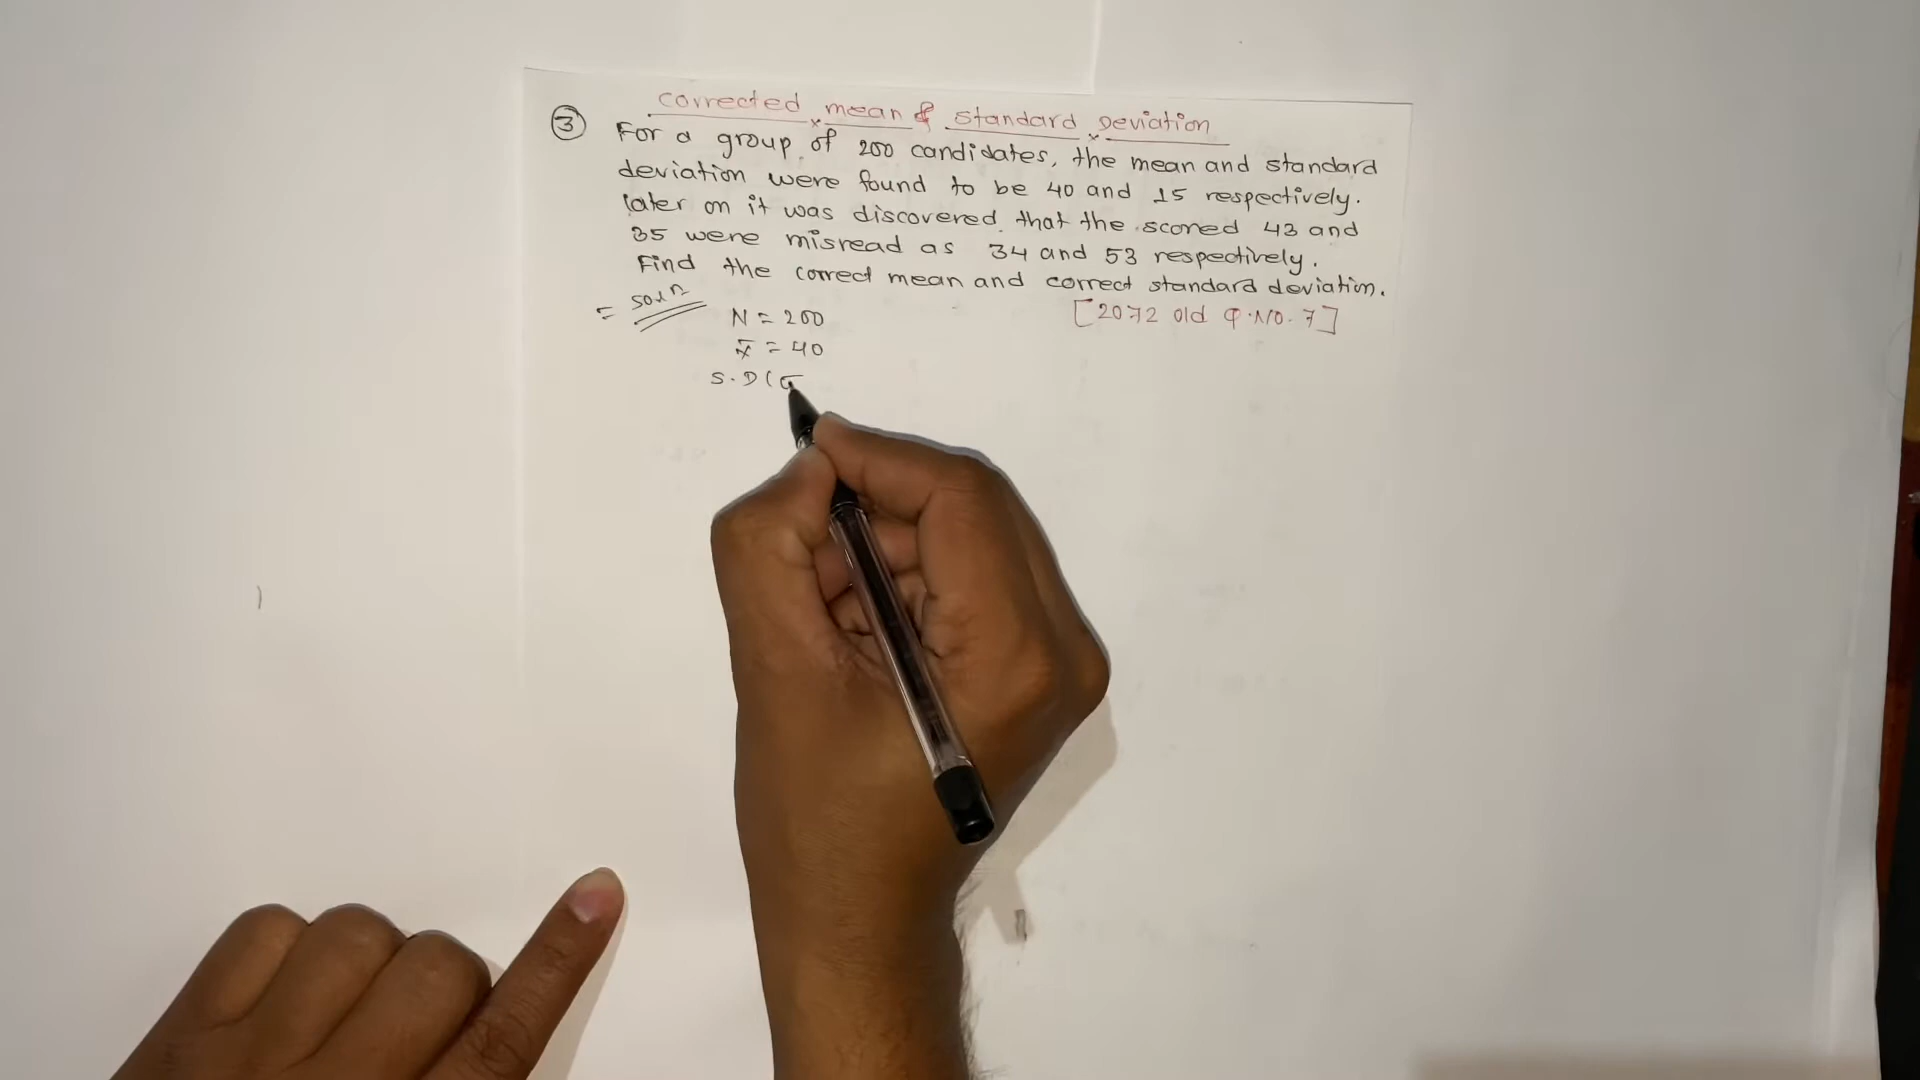 corrected mean & standard Deviation
③ For a group of 200 candidates, the mean and standard
deviation were found to be 40 and 15 respectively.
later on it was discovered that the scored 43 and
35 were misread as 34 and 53 respectively.
Find the correct mean and correct standard deviation.
[2072 old Q.NO. 7]
= solⁿ
N = 200
x̄ = 40
S.D(σ